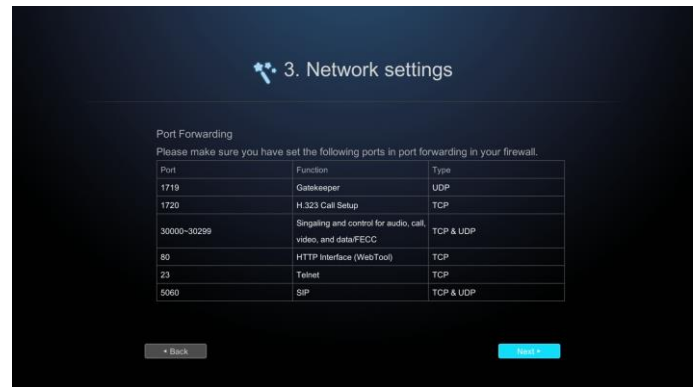 3. Network settings
Port Forwarding
Please make sure you have set the following ports in port forwarding in your firewall.
Port Function Type
1719 Gatekeeper UDP
1720 H.323 Call Setup TCP
30000~30299 Singaling and control for audio, call, video, and data/FECC TCP & UDP
80 HTTP Interface (WebTool) TCP
23 Telnet TCP
5060 SIP TCP & UDP
Back Next